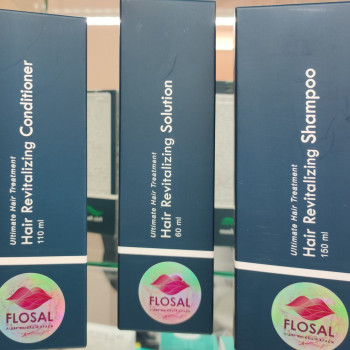 Ultimate Hair Treatment
Hair Revitalizing Conditioner
110 ml
FLOSAL
Ultimate Hair Treatment
Hair Revitalizing Solution
60 ml
FLOSAL
Ultimate Hair Treatment
Hair Revitalizing Shampoo
150 ml
FLOSAL